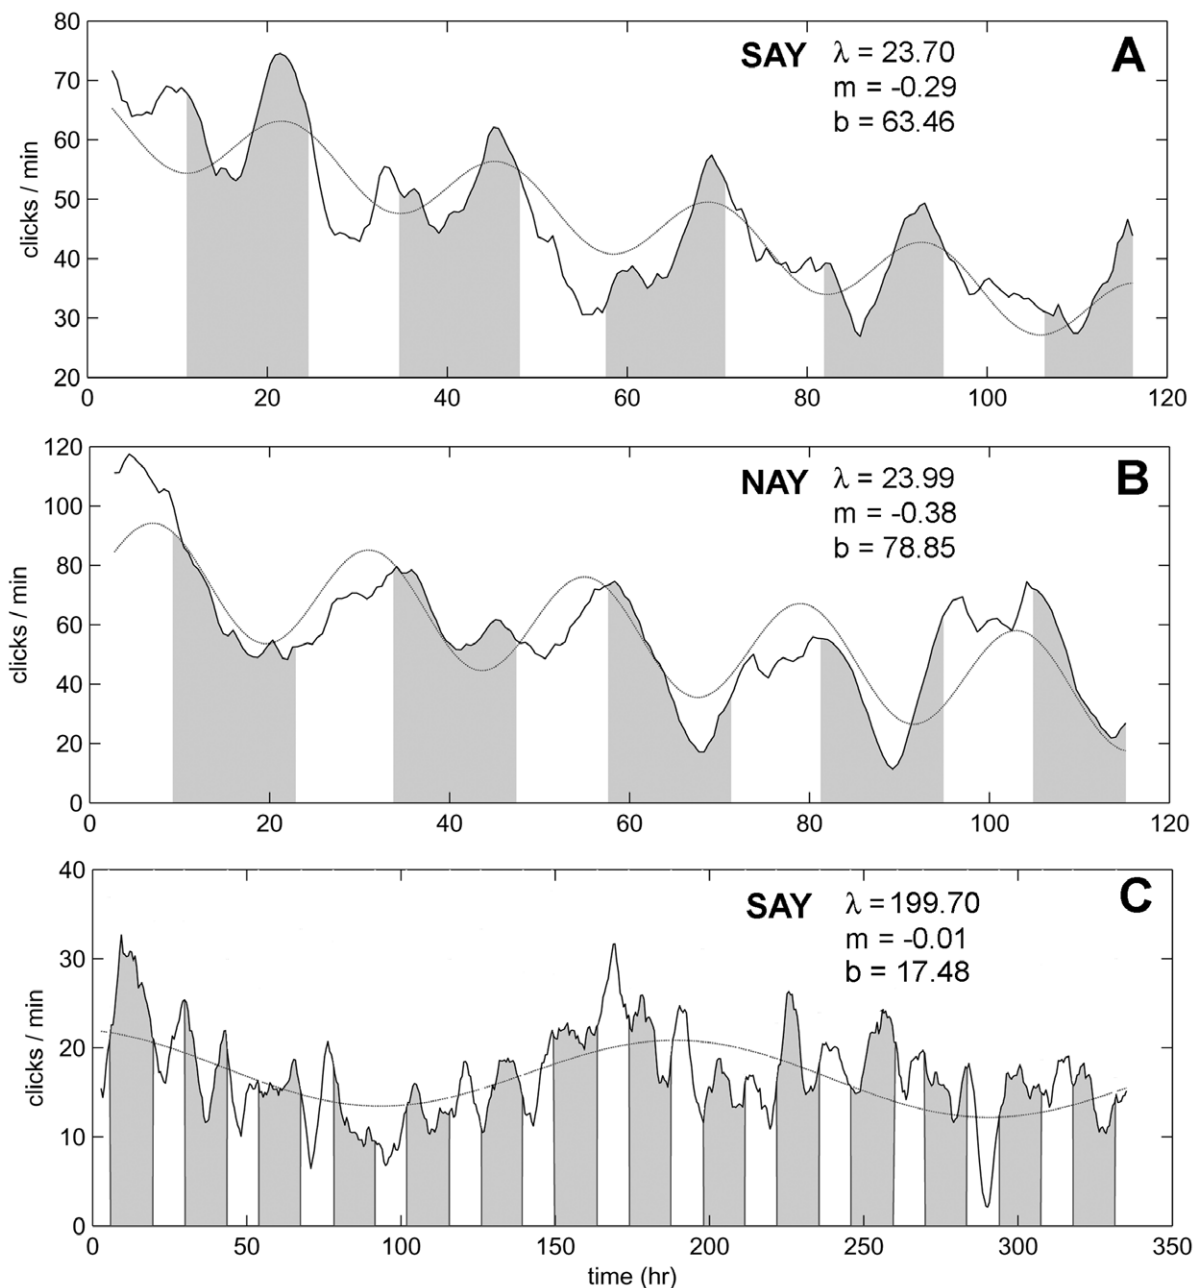 80
70
60
50
40
30
20
clicks / min
SAY
λ = 23.70
m = -0.29
b = 63.46
A
0
20
40
60
80
100
120
120
100
80
60
40
20
0
clicks / min
NAY
λ = 23.99
m = -0.38
b = 78.85
B
0
20
40
60
80
100
120
40
30
20
10
0
clicks / min
SAY
λ = 199.70
m = -0.01
b = 17.48
C
0
50
100
150
200
250
300
350
time (hr)